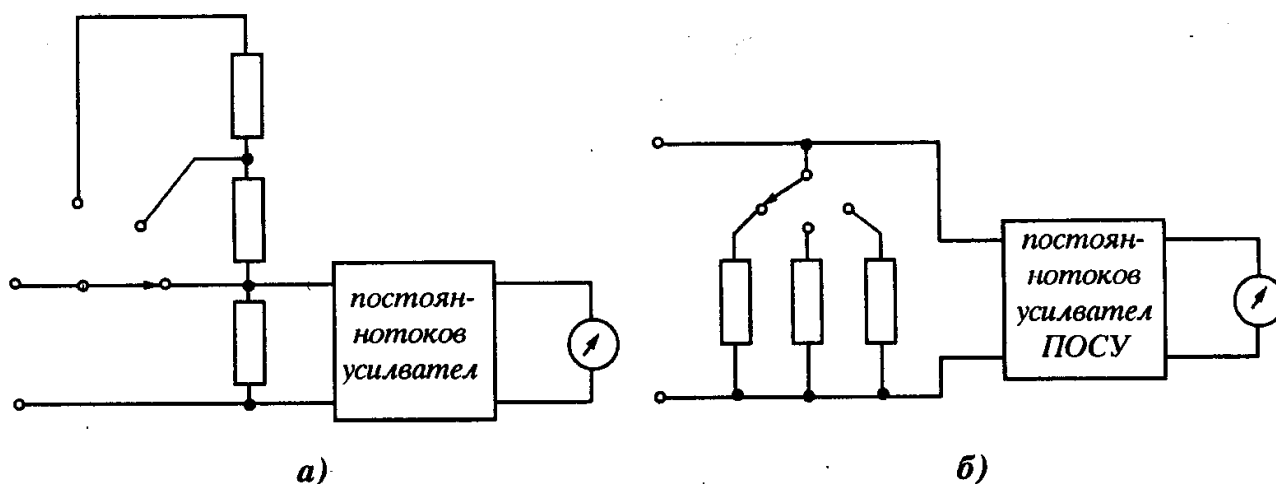 постоян-
нотоков
усилвател
постоян-
нотоков
усилвател
ПОСУ
а)
б)